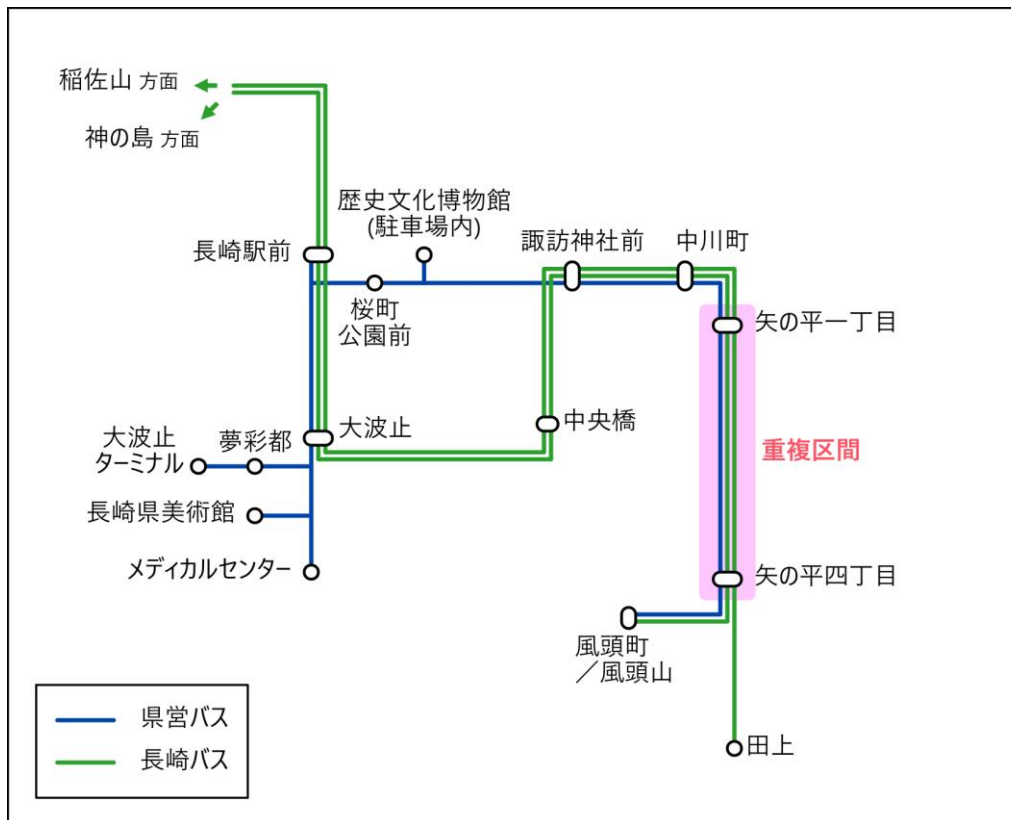 稲佐山 方面
神の島 方面
歴史文化博物館
(駐車場内)
諏訪神社前
中川町
長崎駅前
桜町
公園前
矢の平一丁目
大波止
中央橋
重複区間
大波止
ターミナル
夢彩都
長崎県美術館
メディカルセンター
矢の平四丁目
風頭町
／風頭山
田上
県営バス
長崎バス